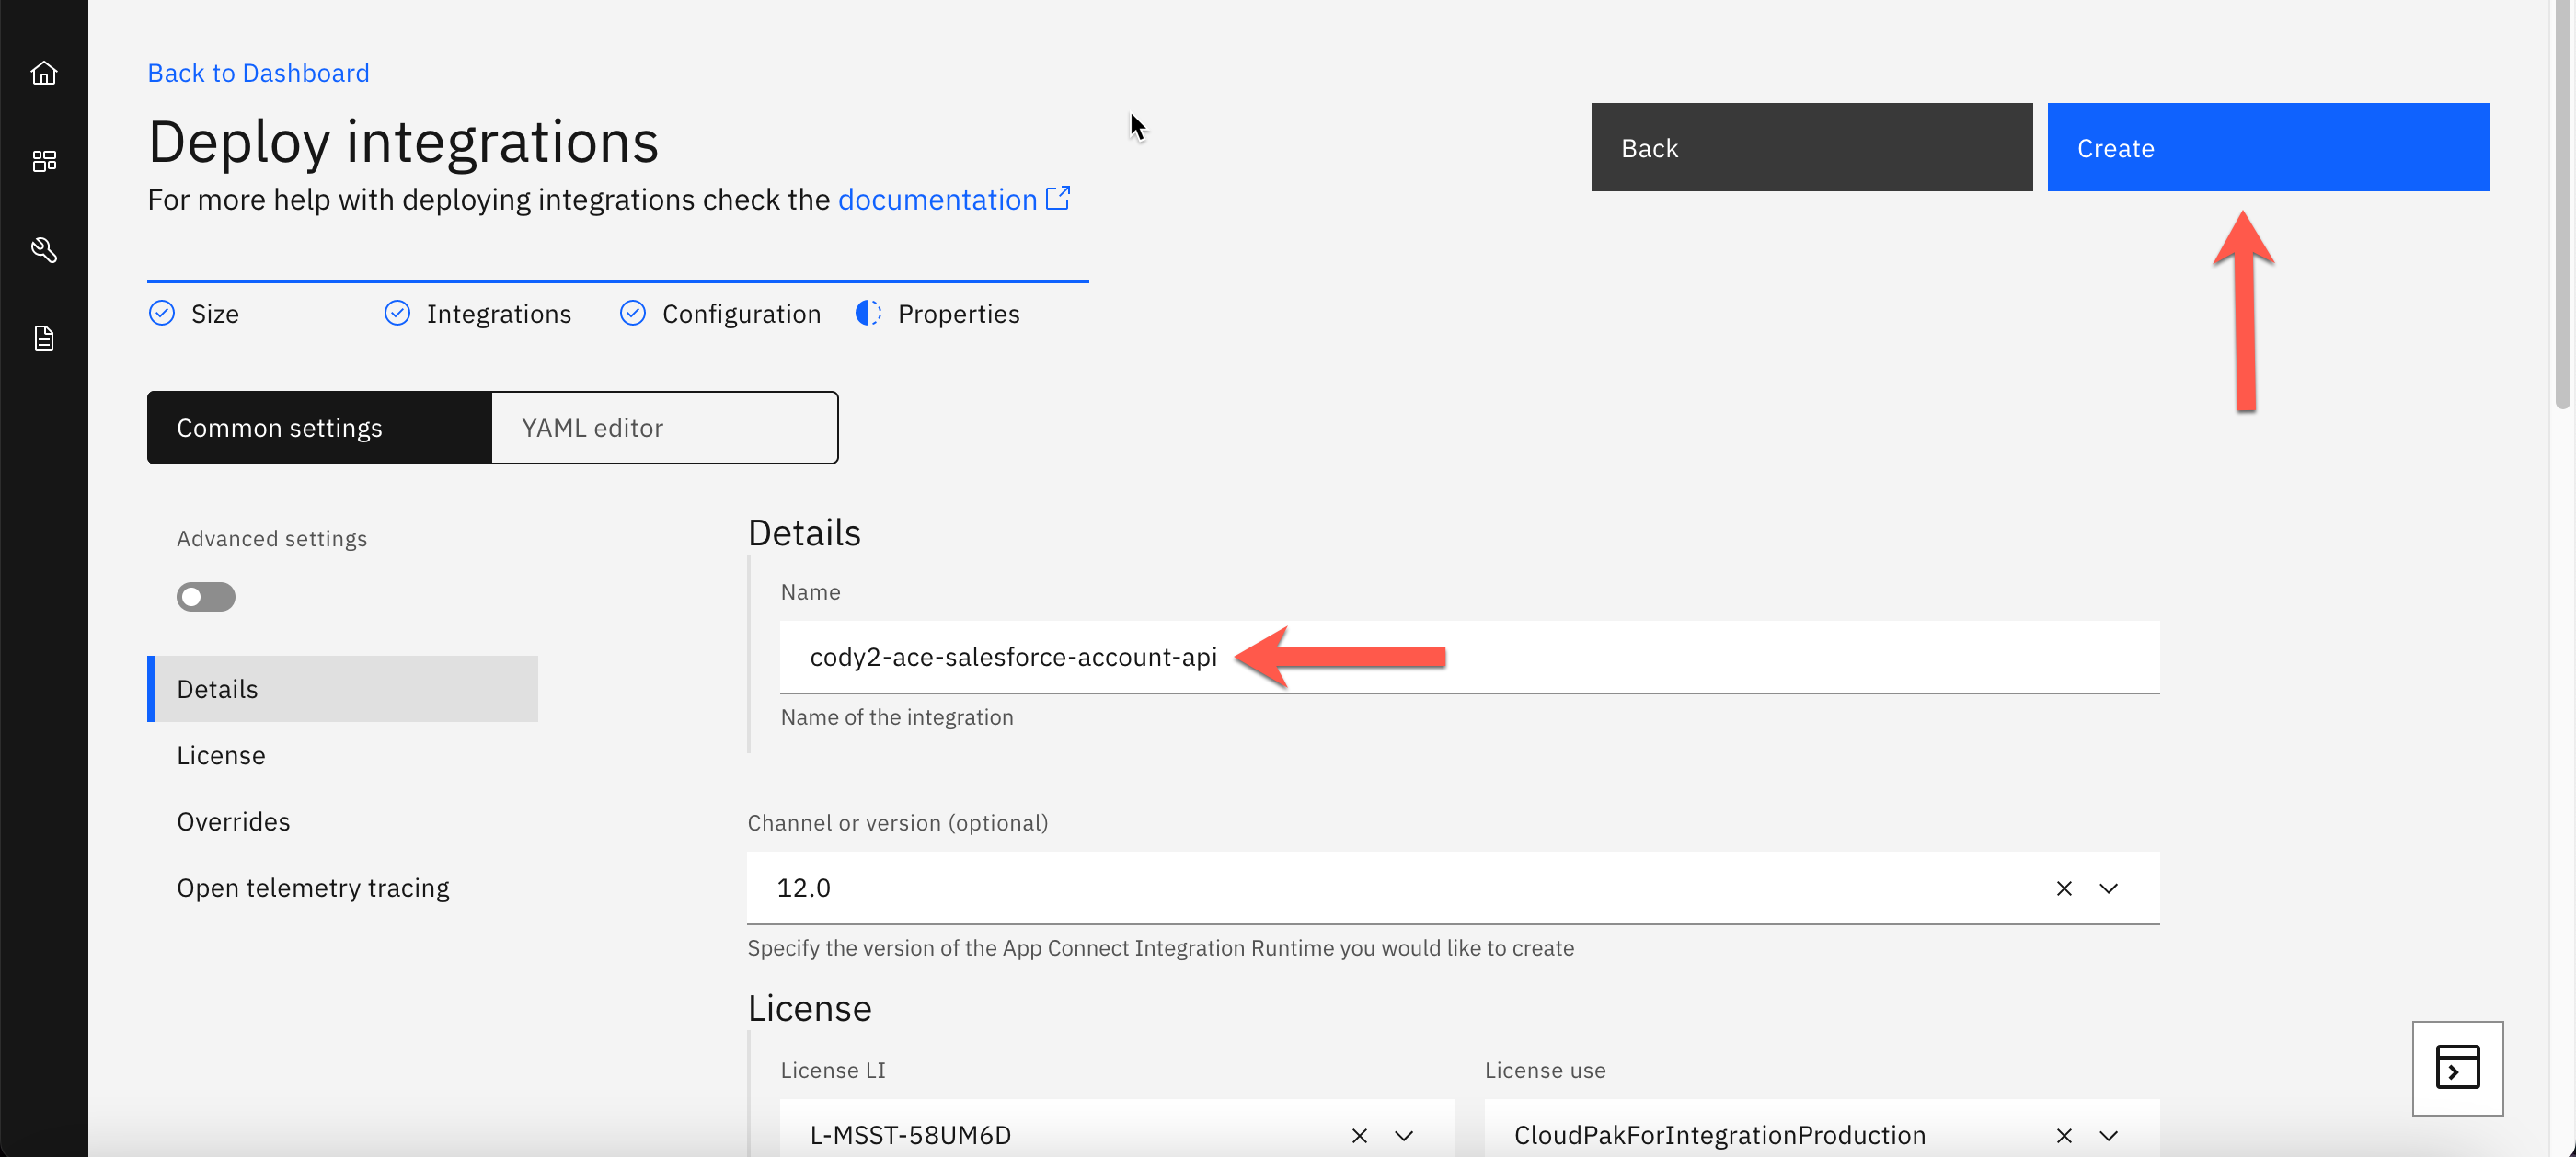 Back to Dashboard
Deploy integrations
For more help with deploying integrations check the documentation
Back
Create
Size
Integrations
Configuration
Properties
Common settings
YAML editor
Advanced settings
Details
License
Overrides
Open telemetry tracing
Details
Name
cody2-ace-salesforce-account-api
Name of the integration
Channel or version (optional)
12.0
Specify the version of the App Connect Integration Runtime you would like to create
License
License LI
L-MSST-58UM6D
License use
CloudPakForIntegrationProduction